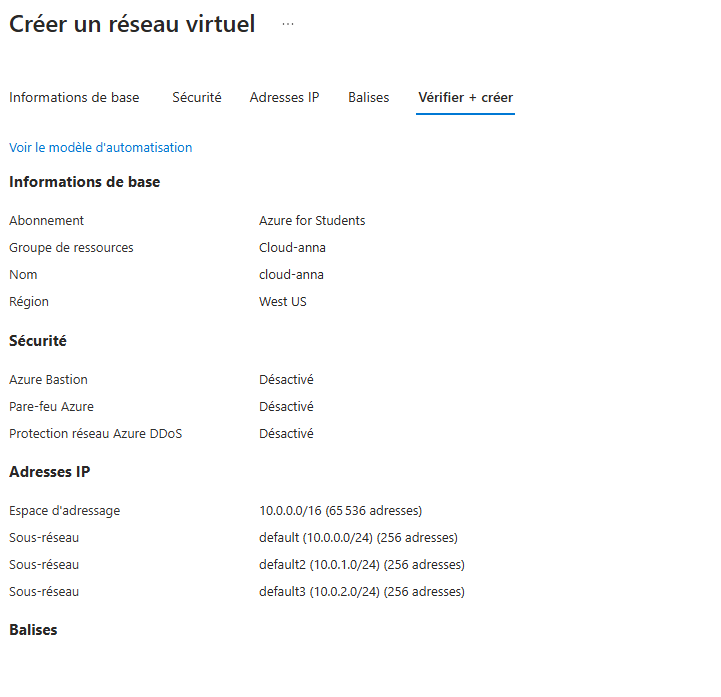 Créer un réseau virtuel ...
Informations de base Sécurité Adresses IP Balises Vérifier + créer
Voir le modèle d'automatisation
Informations de base
Abonnement Azure for Students
Groupe de ressources Cloud-anna
Nom cloud-anna
Région West US
Sécurité
Azure Bastion Désactivé
Pare-feu Azure Désactivé
Protection réseau Azure DDoS Désactivé
Adresses IP
Espace d'adressage 10.0.0.0/16 (65 536 adresses)
Sous-réseau default (10.0.0.0/24) (256 adresses)
Sous-réseau default2 (10.0.1.0/24) (256 adresses)
Sous-réseau default3 (10.0.2.0/24) (256 adresses)
Balises